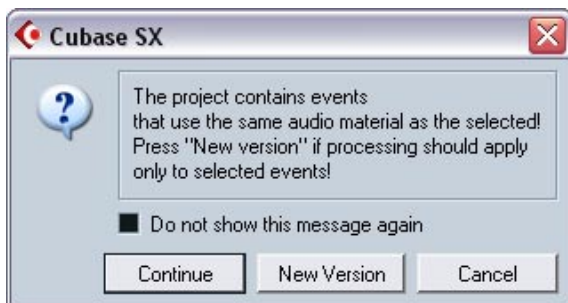 Cubase SX
The project contains events
that use the same audio material as the selected!
Press "New version" if processing should apply
only to selected events!
Do not show this message again
Continue New Version Cancel